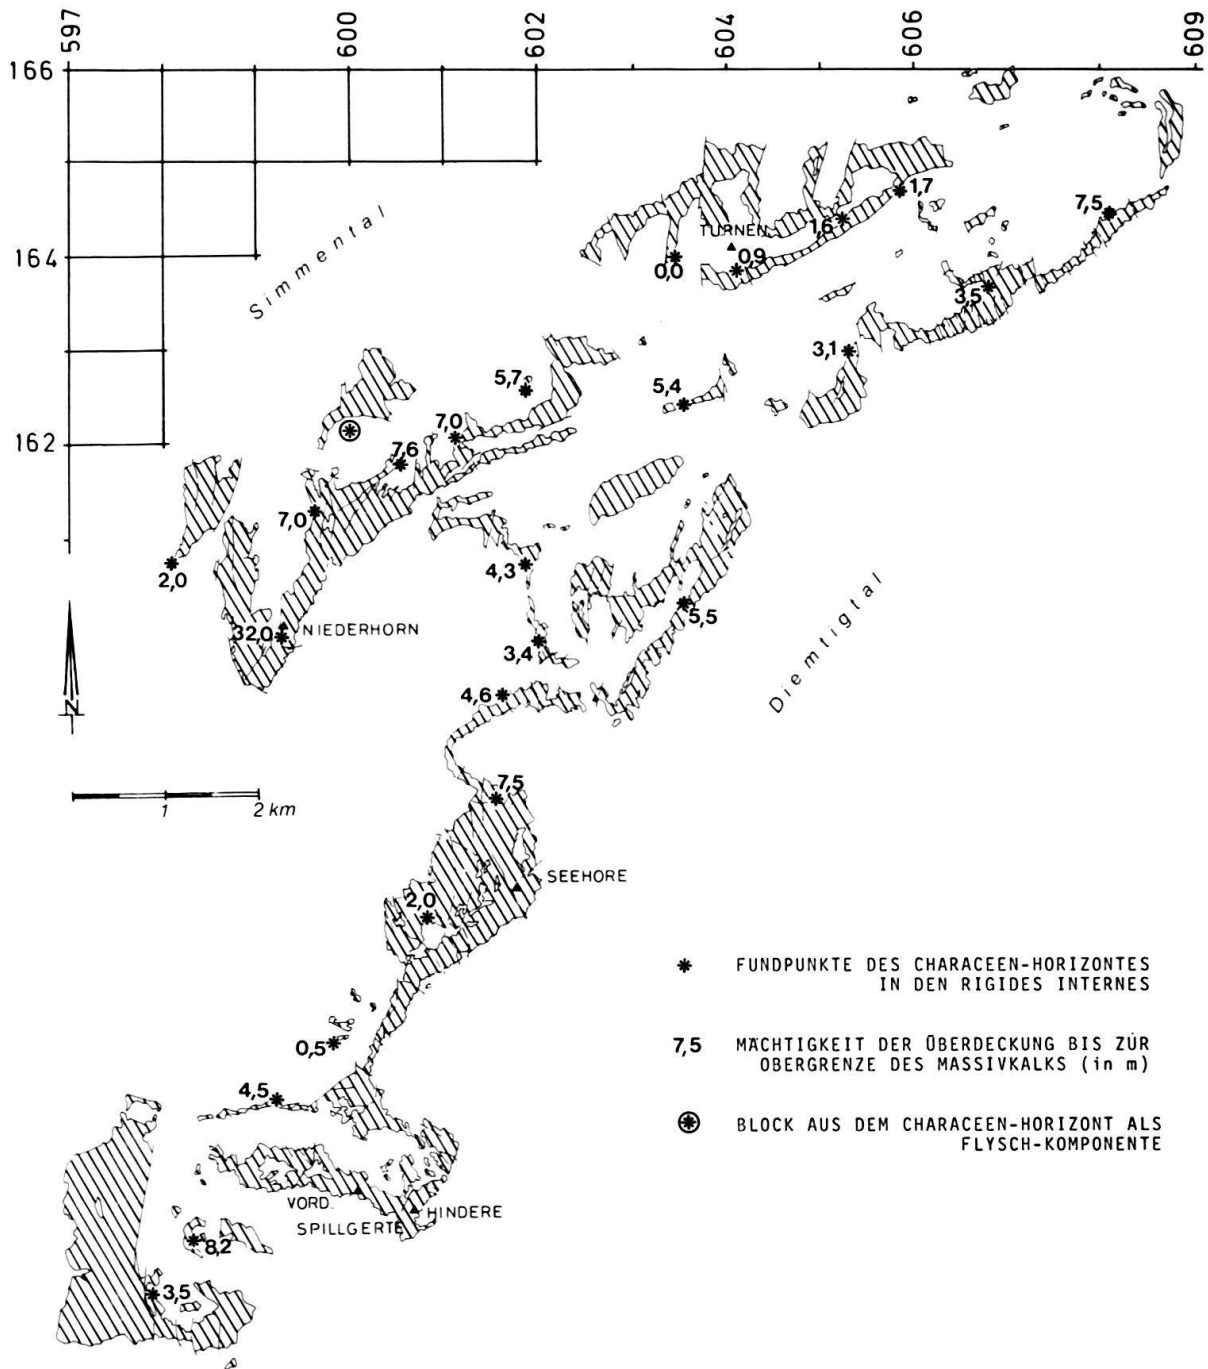 597
600
602
604
606
609
166
164
162
Simmental
TURNEN
1,7
7,5
1,6
0,0
0,9
3,5
3,1
5,7
5,4
7,0
7,6
7,0
2,0
4,3
32,0
NIEDERHORN
5,5
3,4
Diemtigtal
4,6
N
7,5
1
2 km
SEEHORE
2,0
0,5
4,5
VORD.
HINDERE
SPILLGERTE
8,2
3,5
FUNDPUNKTE DES CHARACEEN-HORIZONTES
IN DEN RIGIDES INTERNES
7,5 MÄCHTIGKEIT DER ÜBERDECKUNG BIS ZUR
OBERGRENZE DES MASSIVKALKS (in m)
BLOCK AUS DEM CHARACEEN-HORIZONT ALS
FLYSCH-KOMPONENTE